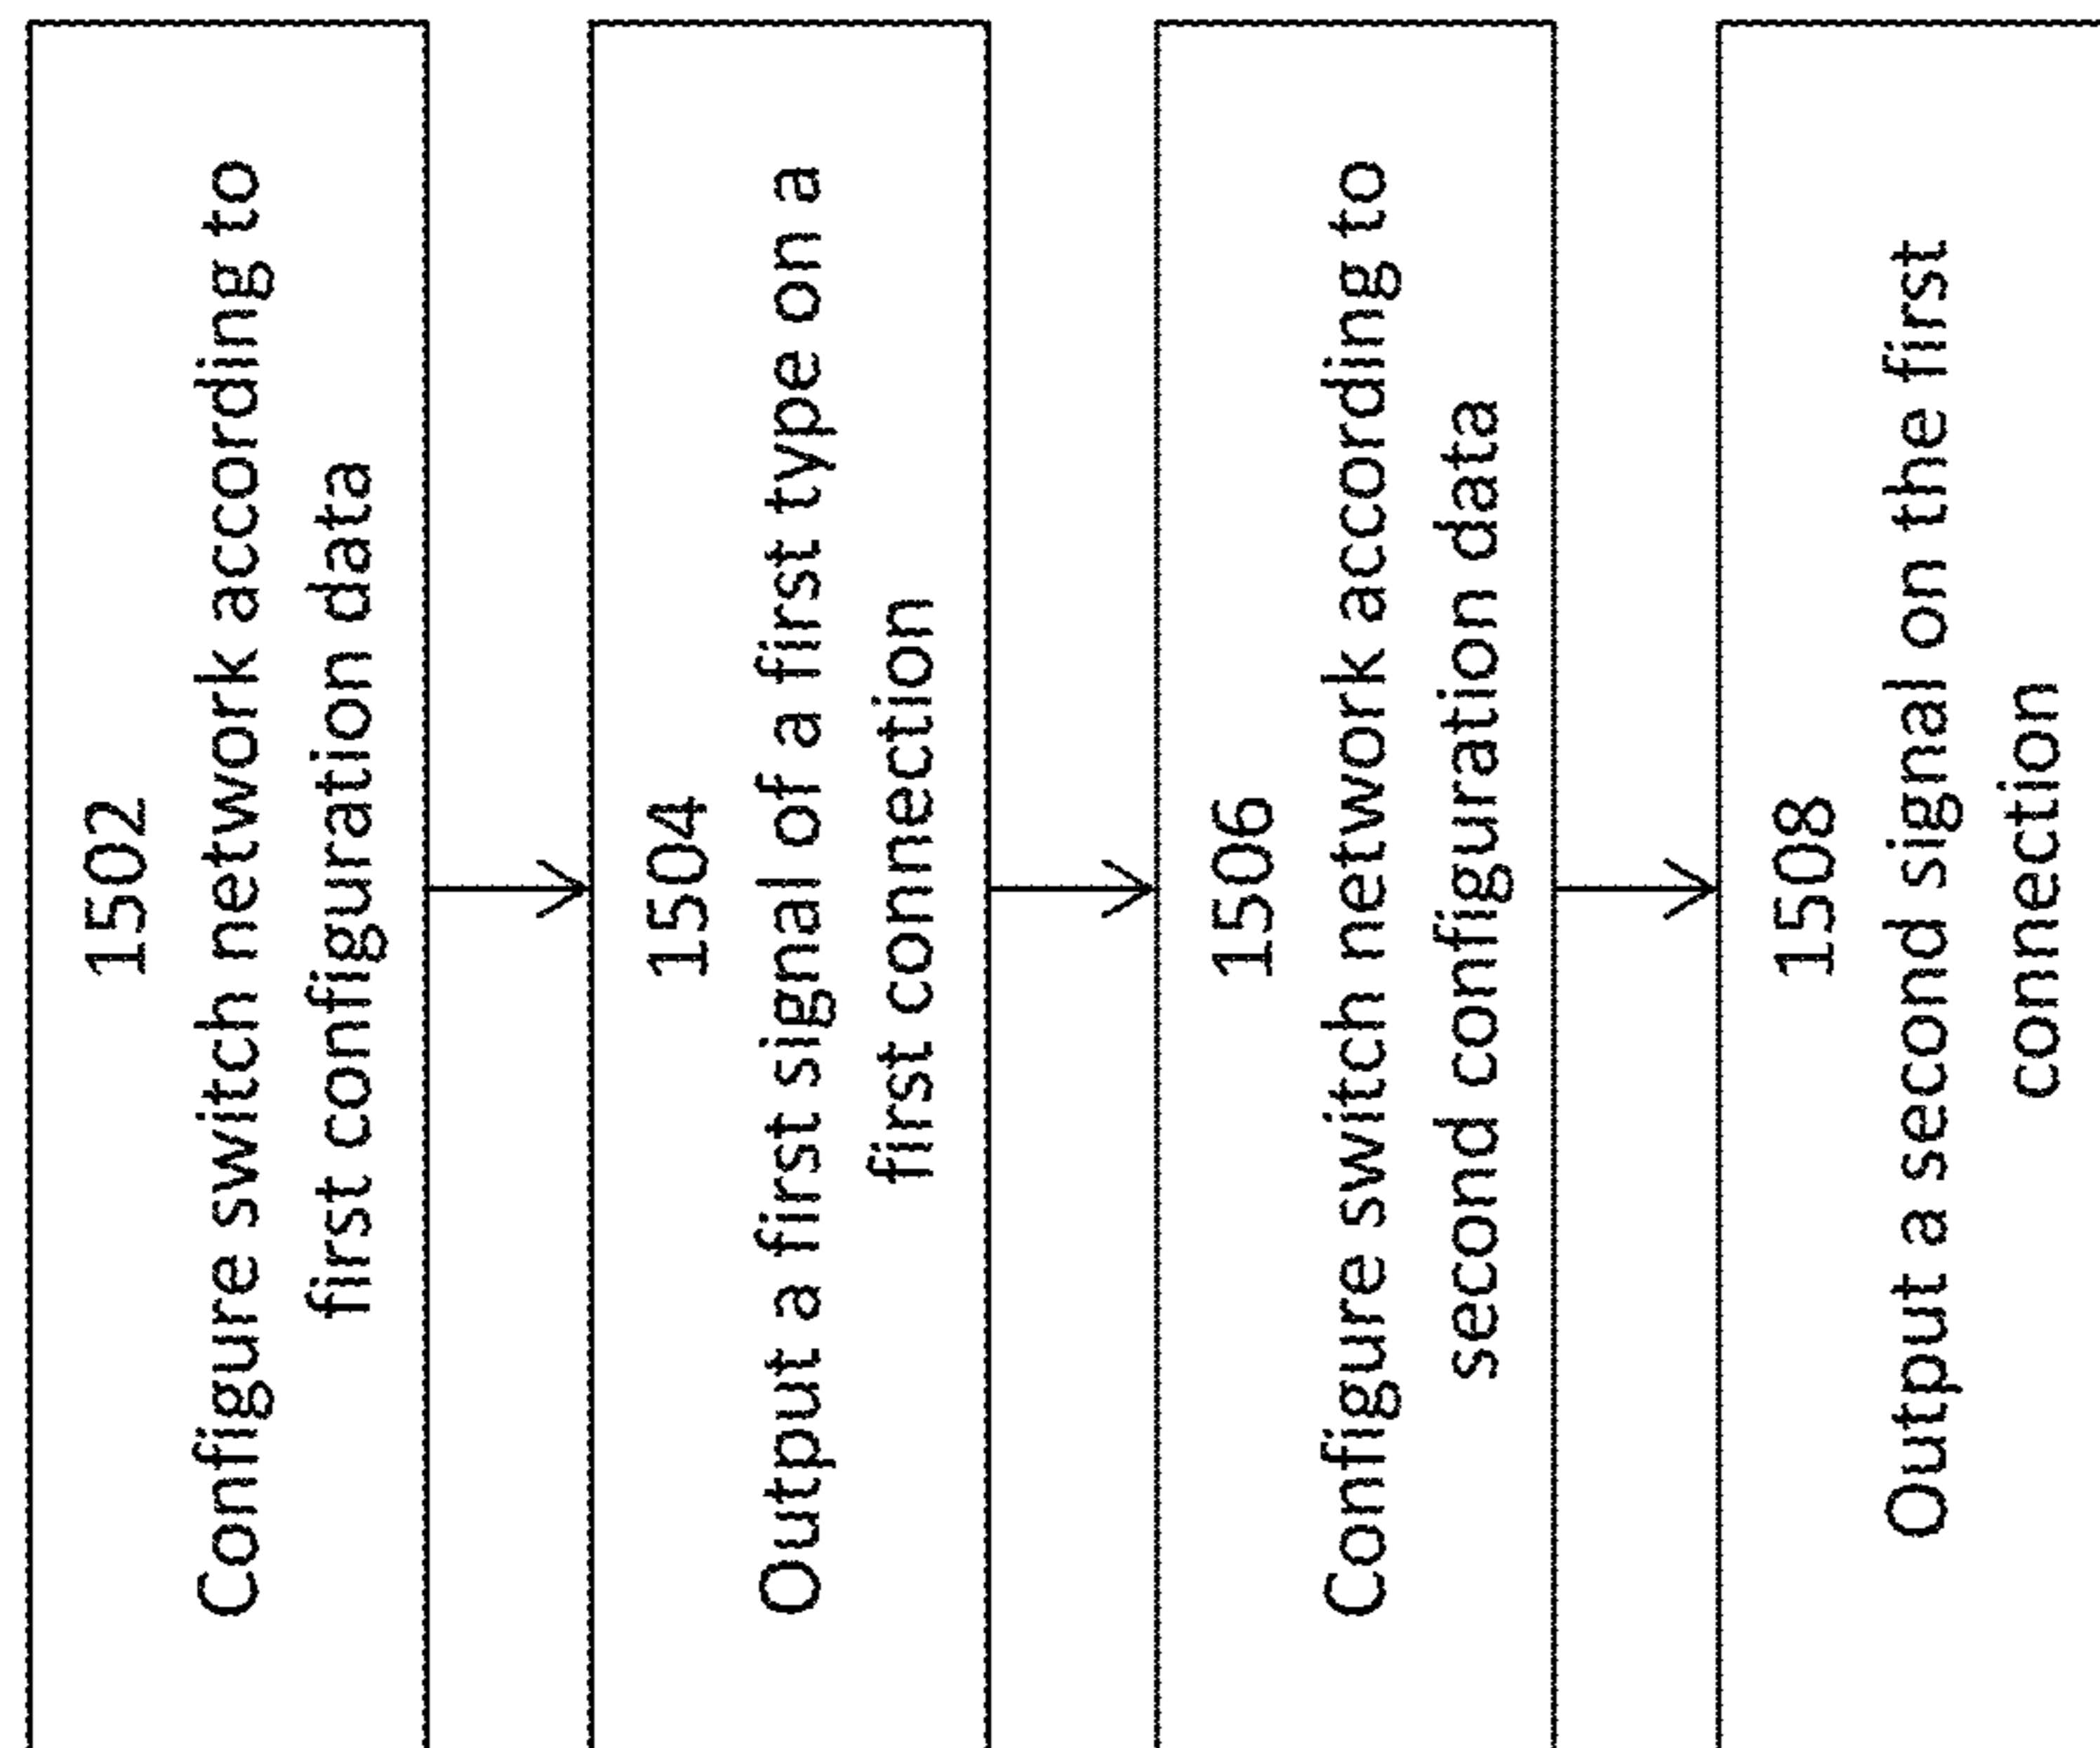 1502
Configure switch network according to
first configuration data
1504
Output a first signal of a first type on a
first connection
1506
Configure switch network according to
second configuration data
1508
Output a second signal on the first
connection